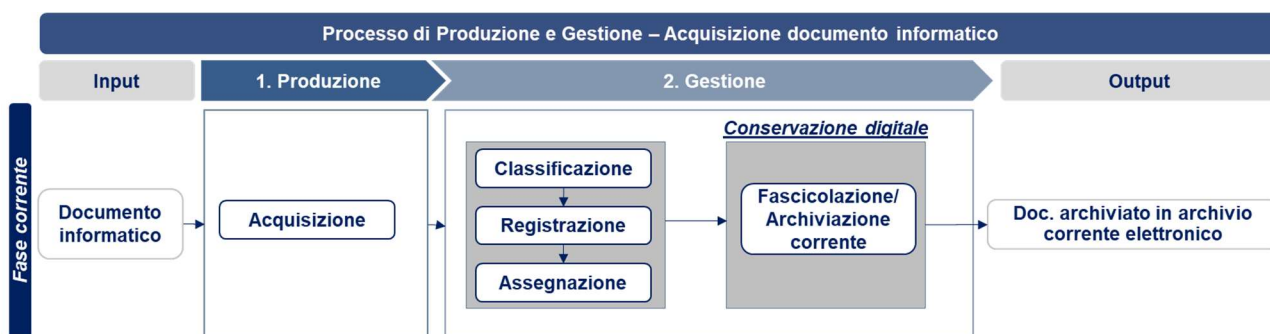 Processo di Produzione e Gestione – Acquisizione documento informatico
Input
1. Produzione
2. Gestione
Output
Fase corrente
Documento
informatico
Acquisizione
Classificazione
Registrazione
Assegnazione
Conservazione digitale
Fascicolazione/
Archiviazione
corrente
Doc. archiviato in archivio
corrente elettronico